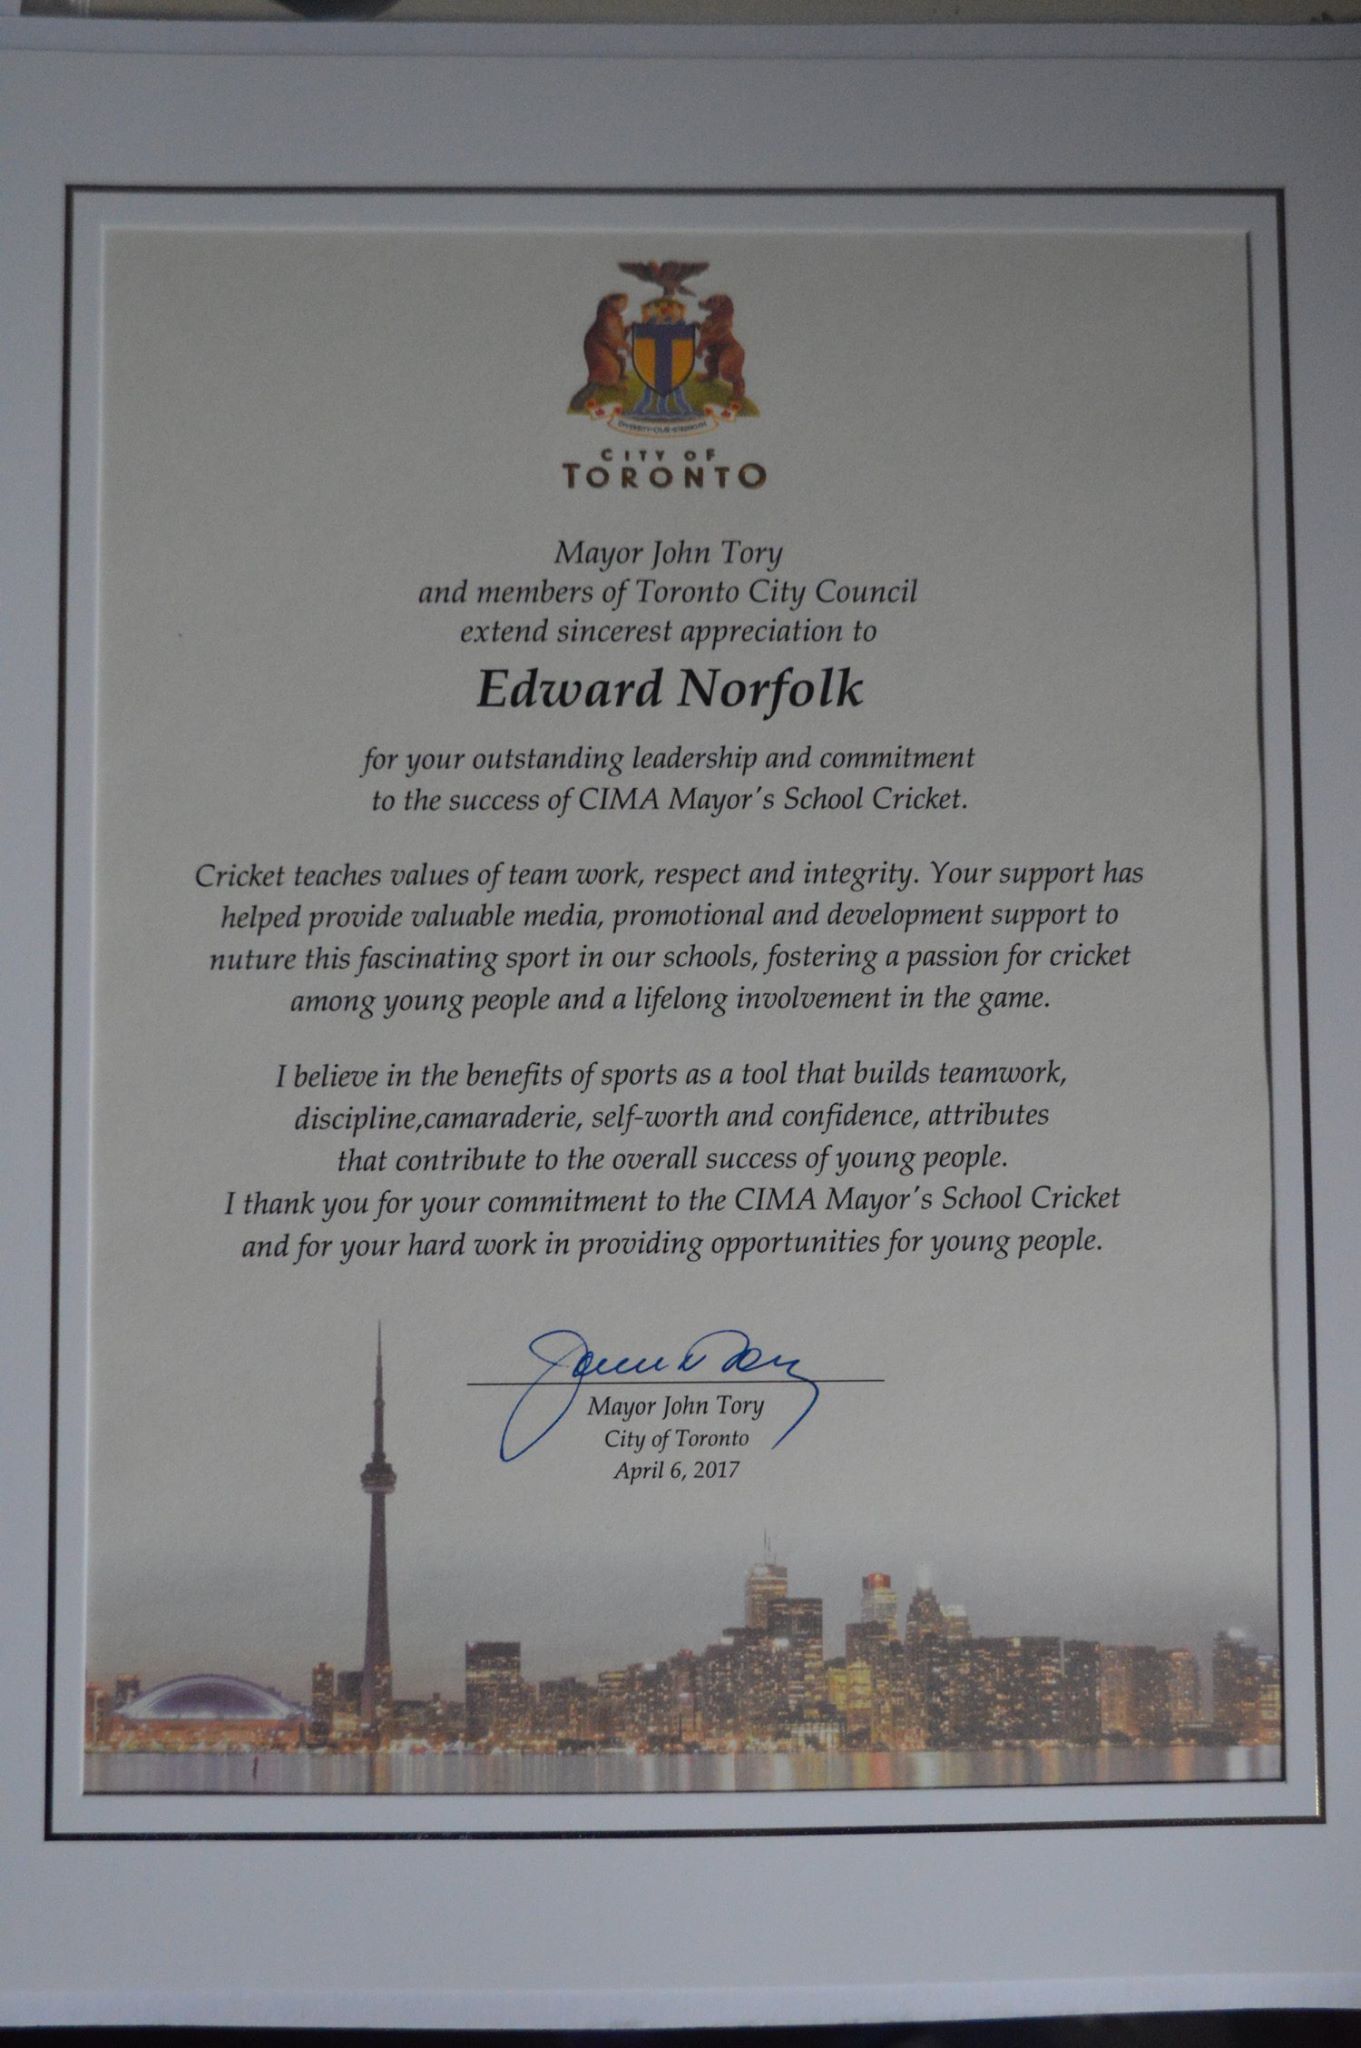 DIVERSITY OUR STRENGTH
CITY OF
TORONTO
Mayor John Tory
and members of Toronto City Council
extend sincerest appreciation to
Edward Norfolk
for your outstanding leadership and commitment
to the success of CIMA Mayor's School Cricket.
Cricket teaches values of team work, respect and integrity. Your support has
helped provide valuable media, promotional and development support to
nuture this fascinating sport in our schools, fostering a passion for cricket
among young people and a lifelong involvement in the game.
I believe in the benefits of sports as a tool that builds teamwork,
discipline,camaraderie, self-worth and confidence, attributes
that contribute to the overall success of young people.
I thank you for your commitment to the CIMA Mayor's School Cricket
and for your hard work in providing opportunities for young people.
John Tory
Mayor John Tory
City of Toronto
April 6, 2017